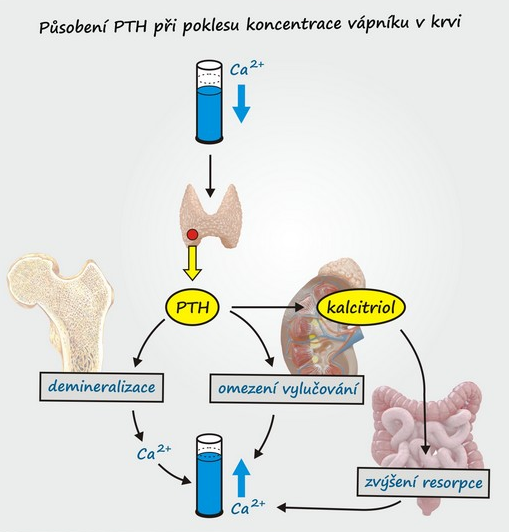 Působení PTH při poklesu koncentrace vápníku v krvi
Ca²⁺
PTH
kalcitriol
demineralizace
omezení vylučování
Ca²⁺
zvýšení resorpce
Ca²⁺